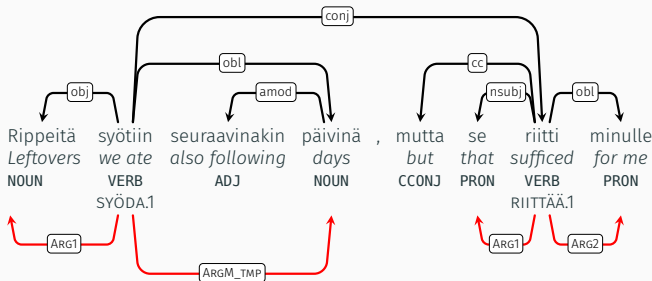 conj
obl cc
obj amod nsubj obl
Rippeitä syötiin seuraavinakin päivinä , mutta se riitti minulle
Leftovers we ate also following days but that sufficed for me
NOUN VERB ADJ NOUN CCONJ PRON VERB PRON
SYÖDA.1 RIITTÄÄ.1
ARG1 ARG1 ARG2
ARGM_TMP